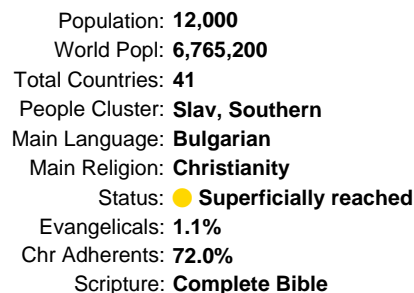 Population: 12,000
World Popl: 6,765,200
Total Countries: 41
People Cluster: Slav, Southern
Main Language: Bulgarian
Main Religion: Christianity
Status: Superficially reached
Evangelicals: 1.1%
Chr Adherents: 72.0%
Scripture: Complete Bible